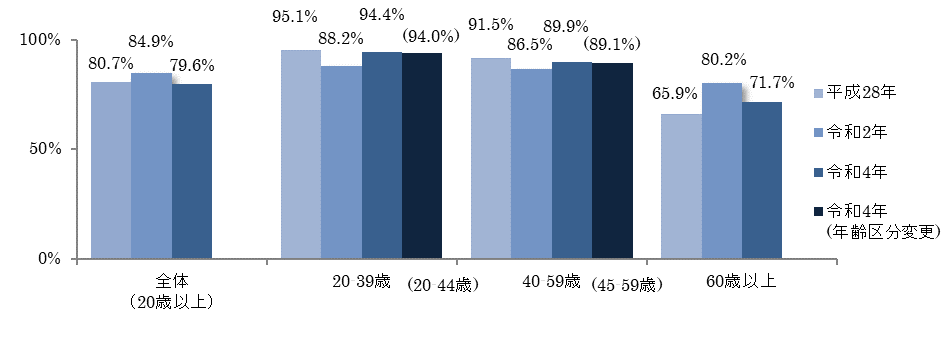 100%
50%
0%
80.7%
84.9%
79.6%
95.1%
88.2%
94.4%
(94.0%)
91.5%
86.5%
89.9%
(89.1%)
65.9%
80.2%
71.7%
全体
(20歳以上)
20-39歳
(20-44歳)
40-59歳
(45-59歳)
60歳以上
平成28年
令和2年
令和4年
令和4年
(年齢区分変更)